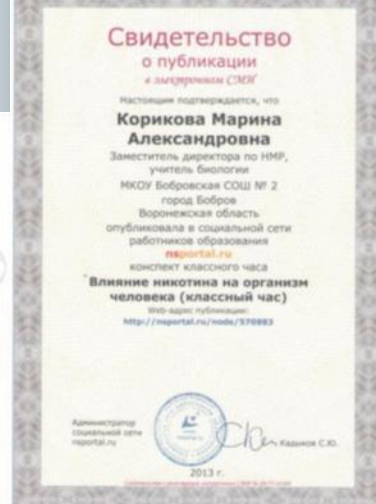 Свидетельство
о публикации
в электронном СМИ
Настоящим подтверждается, что
Корикова Марина
Александровна
Заместитель директора по НМР,
учитель биологии
МКОУ Бобровская СОШ № 2
город Бобров
Воронежская область
опубликовала в социальной сети
работников образования
nsportal.ru
конспект классного часа
Влияние никотина на организм
человека (классный час)
Web-адрес публикации:
http://nsportal.ru/node/570883
Администратор
социальной сети
nsportal.ru
Кадыков С.Ю.
2013 г.